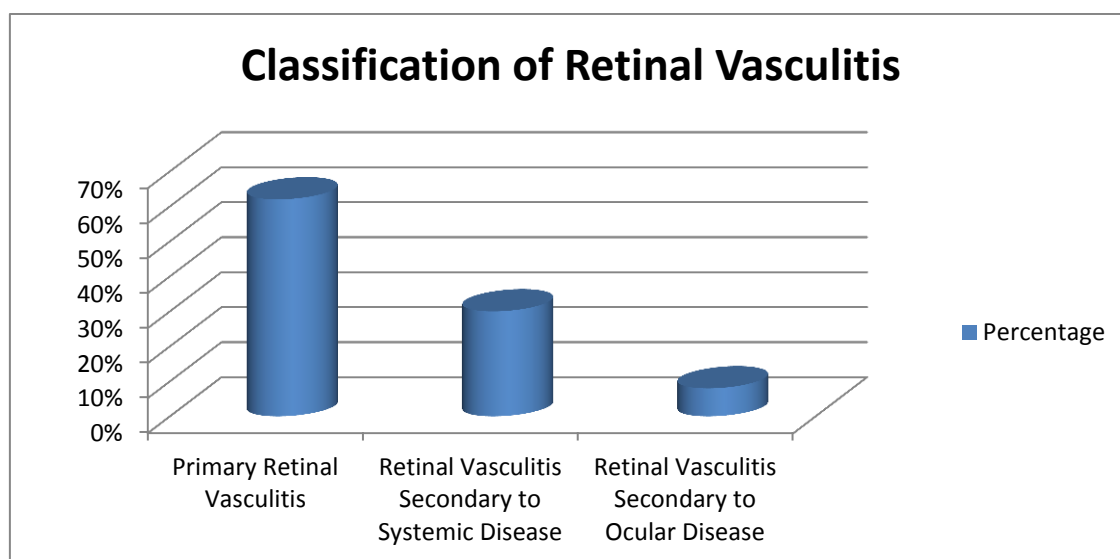 Classification of Retinal Vasculitis
70%
60%
50%
40%
30%
20%
10%
0%
Primary Retinal
Vasculitis
Retinal Vasculitis
Secondary to
Systemic Disease
Retinal Vasculitis
Secondary to
Ocular Disease
Percentage